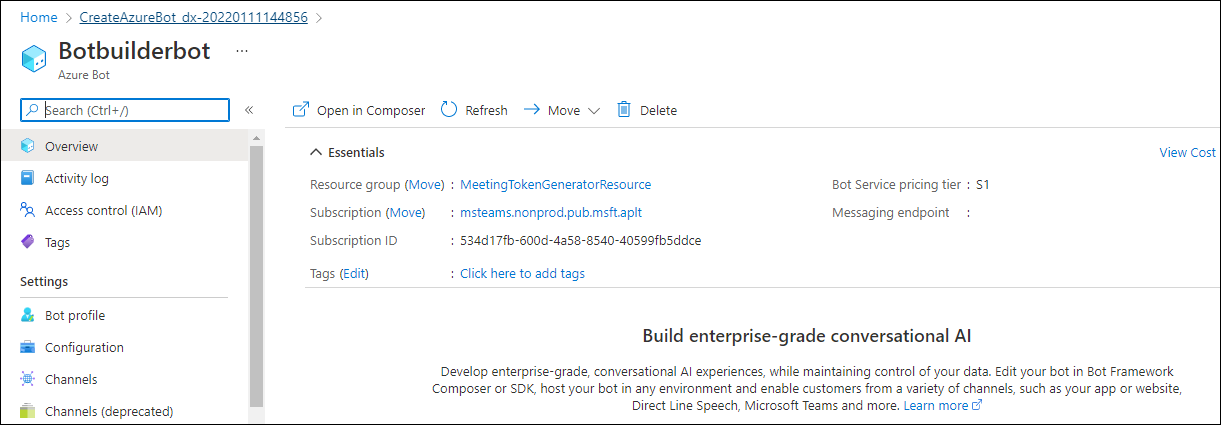 Home > CreateAzureBot_dx-20220111144856 >
Botbuilderbot ...
Azure Bot
Search (Ctrl+/) «
Open in Composer Refresh Move Delete
Overview
Activity log
Access control (IAM)
Tags
Settings
Bot profile
Configuration
Channels
Channels (deprecated)
Essentials View Cost
Resource group (Move) : MeetingTokenGeneratorResource Bot Service pricing tier : S1
Subscription (Move) : msteams.nonprod.pub.msft.aplt Messaging endpoint :
Subscription ID : 534d17fb-600d-4a58-8540-40599fb5ddce
Tags (Edit) : Click here to add tags
Build enterprise-grade conversational AI
Develop enterprise-grade, conversational AI experiences, while maintaining control of your data. Edit your bot in Bot Framework
Composer or SDK, host your bot in any environment and enable customers from a variety of channels, such as your app or website,
Direct Line Speech, Microsoft Teams and more. Learn more